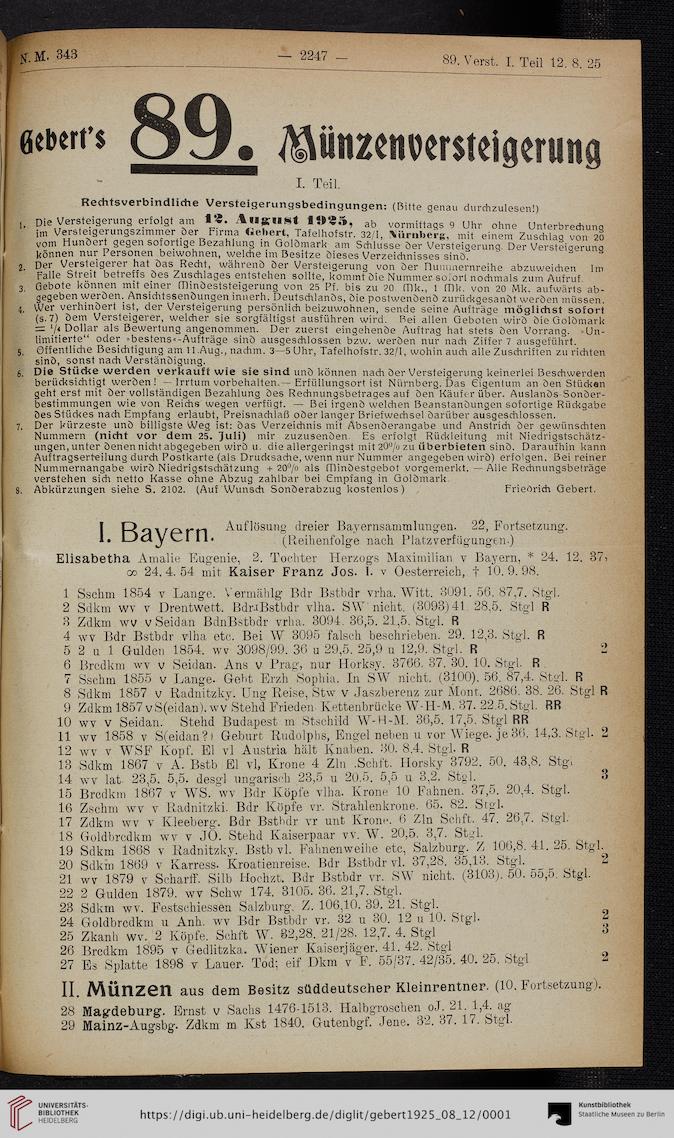 N. M. 343 — 2247 — 89. Verst. I. Teil 12. 8. 25
Gebert's 89. Münzenversteigerung
I. Teil.
Rechtsverbindliche Versteigerungsbedingungen: (Bitte genau durchzulesen!)
1. Die Versteigerung erfolgt am 12. August 1925, ab vormittags 9 Uhr ohne Unterbrechung
im Versteigerungszimmer der Firma Gebert, Tafelhofstr. 32/I, Nürnberg, mit einem Zuschlag von 20
vom Hundert gegen sofortige Bezahlung in Goldmark am Schlusse der Versteigerung. Der Versteigerung
können nur Personen beiwohnen, welche im Besitze dieses Verzeichnisses sind.
2. Der Versteigerer hat das Recht, während der Versteigerung von der Nummernreihe abzuweichen Im
Falle Streit betreffs des Zuschlages entstehen sollte, kommt die Nummer sofort nochmals zum Aufruf.
3. Gebote können mit einer Mindeststeigerung von 25 Pf. bis zu 20 Mk., 1 Mk. von 20 Mk. aufwärts ab-
gegeben werden. Ansichtssendungen innerh. Deutschlands, die postwendend zurückgesandt werden müssen.
4. Wer verhindert ist, der Versteigerung persönlich beizuwohnen, sende seine Aufträge möglichst sofort
(s. 7) dem Versteigerer, welcher sie sorgfältigst ausführen wird. Bei allen Geboten wird die Goldmark
= ¼ Dollar als Bewertung angenommen. Der zuerst eingehende Auftrag hat stets den Vorrang. »Un-
limitierte“ oder »bestens«-Aufträge sind ausgeschlossen bzw. werden nur nach Ziffer 7 ausgeführt.
5. Öffentliche Besichtigung am 11. Aug., nachm. 3—5 Uhr, Tafelhofstr. 32/I, wohin auch alle Zuschriften zu richten
sind, sonst nach Verständigung.
6. Die Stücke werden verkauft wie sie sind und können nach der Versteigerung keinerlei Beschwerden
berücksichtigt werden! — Irrtum vorbehalten. — Erfüllungsort ist Nürnberg. Das Eigentum an den Stücken
geht erst mit der vollständigen Bezahlung des Rechnungsbetrages auf den Käufer über. Auslands-Sonder-
bestimmungen wie von Reichs wegen verfügt. — Bei irgend welchen Beanstandungen sofortige Rückgabe
des Stückes nach Empfang erlaubt, Preisnachlaß oder langer Briefwechsel darüber ausgeschlossen.
7. Der kürzeste und billigste Weg ist: das Verzeichnis mit Absenderangabe und Anstrich der gewünschten
Nummern (nicht vor dem 25. Juli) mir zuzusenden. Es erfolgt Rückleitung mit Niedrigstschätz-
ungen, unter denen nicht abgegeben wird u. die allergeringst mit 20% zu überbieten sind. Daraufhin kann
Auftragserteilung durch Postkarte (als Drucksache, wenn nur Nummer angegeben wird) erfolgen. Bei reiner
Nummernangabe wird Niedrigstschätzung + 20% als Mindestgebot vorgemerkt. — Alle Rechnungsbeträge
verstehen sich netto Kasse ohne Abzug zahlbar bei Empfang in Goldmark.
8. Abkürzungen siehe S. 2102. (Auf Wunsch Sonderabzug kostenlos) Friedrich Gebert.
I. Bayern. Auflösung dreier Bayernsammlungen. 22, Fortsetzung.
(Reihenfolge nach Platzverfügungen.)
Elisabetha Amalie Eugenie, 2. Tochter Herzogs Maximilian v Bayern, * 24. 12. 37,
∞ 24. 4. 54 mit Kaiser Franz Jos. I. v Oesterreich, † 10. 9. 98.
1 Sschm 1854 v Lange. Vermählg Bdr Bstbdr vrha. Witt. 3091. 56. 87,7. Stgl.
2 Sdkm wv v Drentwett. BdrdBstbdr vlha. SW nicht. (3093) 41. 28,5. Stgl R
3 Zdkm wv v Seidan BdnBstbdr vrha. 3094. 36,5. 21,5. Stgl. R
4 wv Bdr Bstbdr vlha etc. Bei W 3095 falsch beschrieben. 29. 12,3. Stgl. R
5 2 u 1 Gulden 1854. wv 3098/99. 36 u 29,5. 25,9 u 12,9. Stgl. R 2
6 Bredkm wv v Seidan. Ans v Prag, nur Horksy. 3766. 37. 30. 10. Stgl. R
7 Sschm 1855 v Lange. Gebt Erzh Sophia. In SW nicht. (3100). 56. 87,4. Stgl. R
8 Sdkm 1857 v Radnitzky. Ung Reise, Stw v Jaszberenz zur Mont. 2686. 38. 26. Stgl R
9 Zdkm 1857 v S(eidan). wv Stehd Frieden Kettenbrücke W-H-M. 37. 22.5. Stgl. RR
10 wv v Seidan. Stehd Budapest m Stschild W-H-M. 36,5. 17,5. Stgl RR
11 wv 1858 v S(eidan?) Geburt Rudolphs, Engel neben u vor Wiege. je 36. 14,3. Stgl. 2
12 wv v WSF Kopf. El vl Austria hält Knaben. 30. 8,4. Stgl. R
13 Sdkm 1867 v A. Bstb El vl, Krone 4 Zln .Schft. Horsky 3792. 50. 43,8. Stgl
14 wv lat. 23,5. 5,5. desgl ungarisch 23,5 u 20,5. 5,5 u 3,2. Stgl. 3
15 Brcdkm 1867 v WS. wv Bdr Köpfe vlha. Krone 10 Fahnen. 37,5. 20,4. Stgl.
16 Zschm wv v Radnitzki. Bdr Köpfe vr. Strahlenkrone. 65. 82. Stgl.
17 Zdkm wv v Kleeberg. Bdr Bstbdr vr unt Krone. 6 Zln Schft. 47. 26,7. Stgl.
18 Goldbredkm wv v JÖ. Stehd Kaiserpaar vv. W. 20,5. 3,7. Stgl.
19 Sdkm 1868 v Radnitzky. Bstb vl. Fahnenweihe etc, Salzburg. Z 106,8. 41. 25. Stgl.
20 Sdkm 1869 v Karress. Kroatienreise. Bdr Bstbdr vl. 37,28. 35,13. Stgl. 2
21 wv 1879 v Scharff. Silb Hochzt. Bdr Bstbdr vr. SW nicht. (3103). 50. 55,5. Stgl.
22 2 Gulden 1879. wv Schw 174. 3105. 36. 21,7. Stgl.
23 Sdkm wv. Festschiessen Salzburg. Z. 106,10. 39. 21. Stgl.
24 Goldbredkm u Anh. wv Bdr Bstbdr vr. 32 u 30. 12 u 10. Stgl. 2
25 Zkanh wv. 2 Köpfe. Schft W. 32,28. 21/28. 12,7. 4. Stgl 3
26 Bredkm 1895 v Gedlitzka. Wiener Kaiserjäger. 41. 42. Stgl
27 Es Splatte 1898 v Lauer. Tod; eif Dkm v F. 55/37. 42/35. 40. 25. Stgl 2
II. Münzen aus dem Besitz süddeutscher Kleinrentner. (10. Fortsetzung).
28 Magdeburg. Ernst v Sachs 1476-1513. Halbgroschen oJ. 21. 1,4. ag
29 Mainz-Augsbg. Zdkm m Kst 1840. Gutenbgf. Jene. 32. 37. 17. Stgl.
UNIVERSITÄTS-
BIBLIOTHEK
HEIDELBERG
https://digi.ub.uni-heidelberg.de/diglit/gebert1925_08_12/0001
Kunstbibliothek
Staatliche Museen zu Berlin